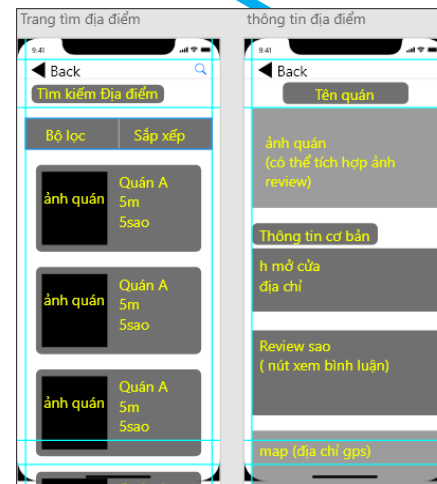 Trang tìm địa điểm
9:41
Back
Tìm kiếm Địa điểm
Bộ lọc
Sắp xếp
ảnh quán
Quán A
5m
5sao
ảnh quán
Quán A
5m
5sao
ảnh quán
Quán A
5m
5sao
thông tin địa điểm
9:41
Back
Tên quán
ảnh quán
(có thể tích hợp ảnh
review)
Thông tin cơ bản
h mở cửa
địa chỉ
Review sao
( nút xem bình luận)
map (địa chỉ gps)